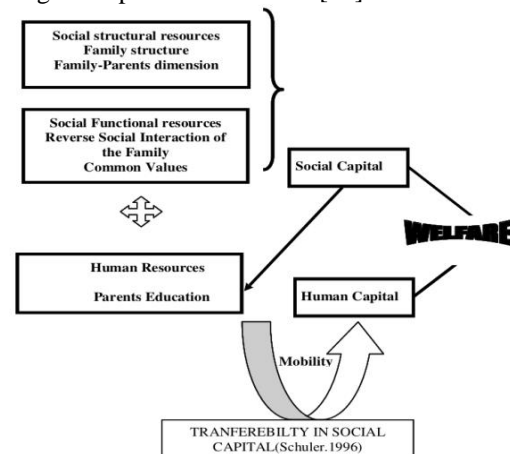 Social structural resources
Family structure
Family-Parents dimension
Social Functional resources
Reverse Social Interaction of
the Family
Common Values
Social Capital
WELFARE
Human Resources
Parents Education
Human Capital
Mobility
TRANFEREBILTY IN SOCIAL
CAPITAL(Schuler.1996)